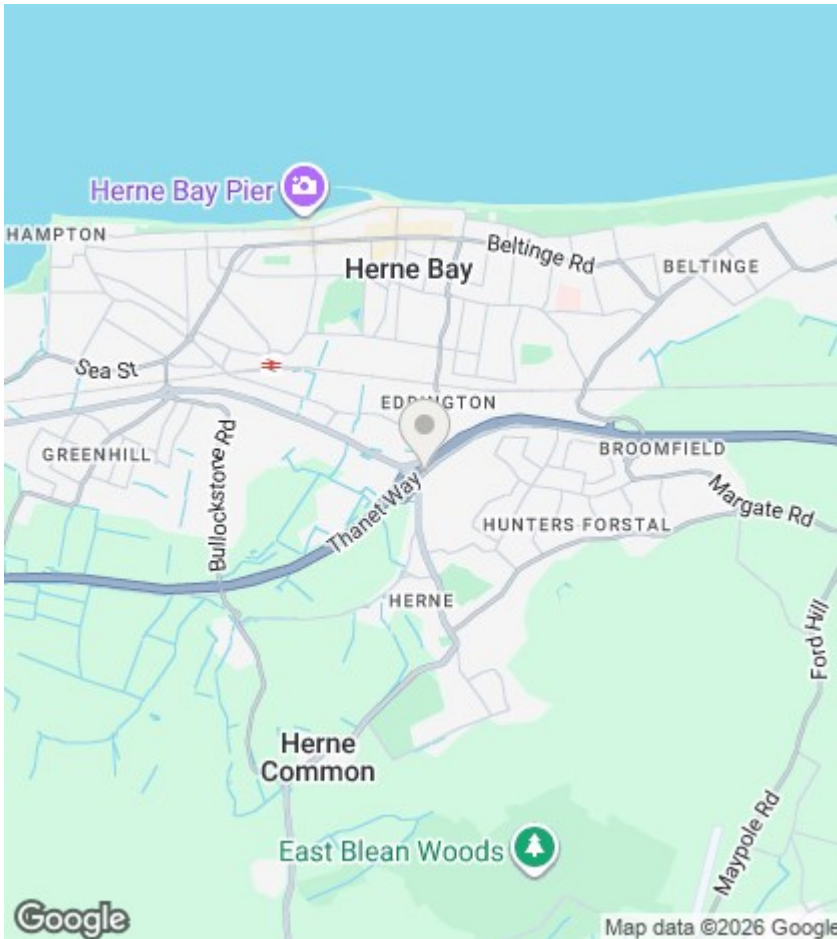 Herne Bay Pier
HAMPTON
Beltinge Rd
Herne Bay
BELTINGE
Sea St
EDDINGTON
GREENHILL
Bullockstone Rd
BROOMFIELD
Thanet Way
Margate Rd
HUNTERS FORSTAL
HERNE
Ford Hill
Herne
Common
East Blean Woods
Maypole Rd
Google
Map data ©2026 Google